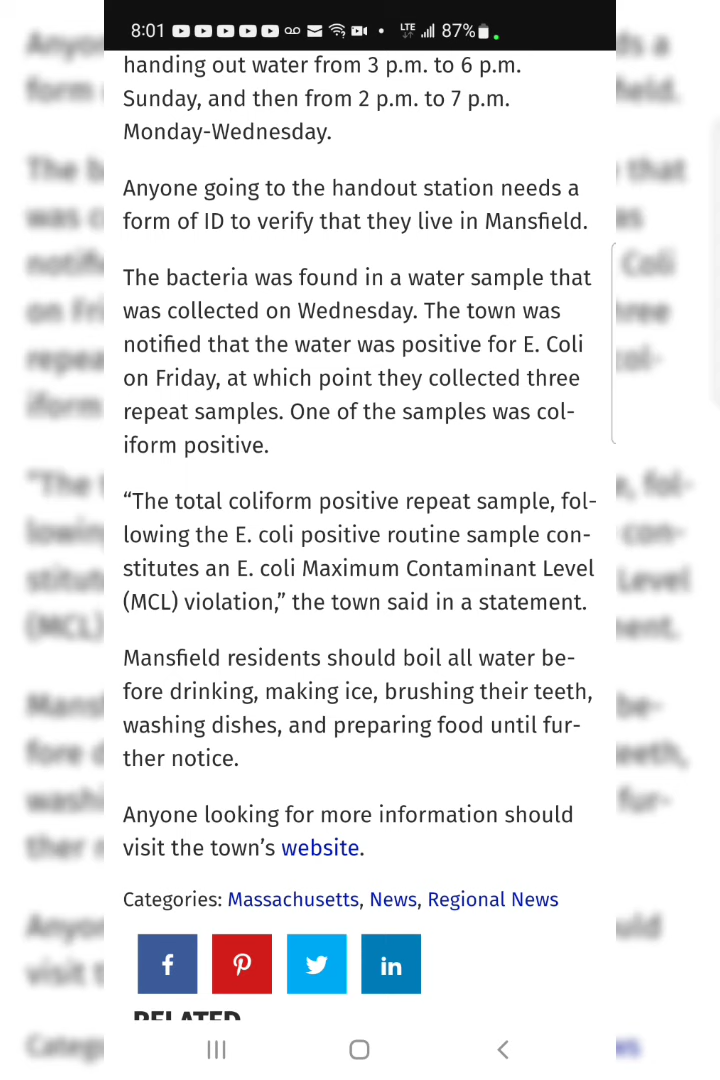 8:01 LTE 87%
handing out water from 3 p.m. to 6 p.m.
Sunday, and then from 2 p.m. to 7 p.m.
Monday-Wednesday.
Anyone going to the handout station needs a
form of ID to verify that they live in Mansfield.
The bacteria was found in a water sample that
was collected on Wednesday. The town was
notified that the water was positive for E. Coli
on Friday, at which point they collected three
repeat samples. One of the samples was col-
iform positive.
“The total coliform positive repeat sample, fol-
lowing the E. coli positive routine sample con-
stitutes an E. coli Maximum Contaminant Level
(MCL) violation,” the town said in a statement.
Mansfield residents should boil all water be-
fore drinking, making ice, brushing their teeth,
washing dishes, and preparing food until fur-
ther notice.
Anyone looking for more information should
visit the town’s website.
Categories: Massachusetts, News, Regional News
RELATED